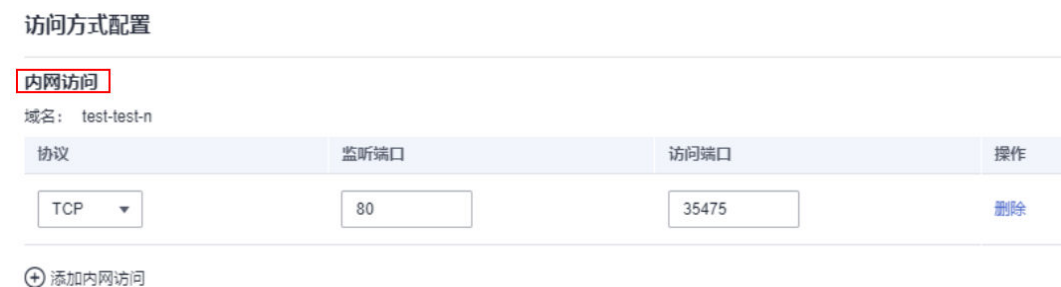 访问方式配置
内网访问
域名： test-test-n
协议 监听端口 访问端口 操作
TCP 80 35475 删除
添加内网访问